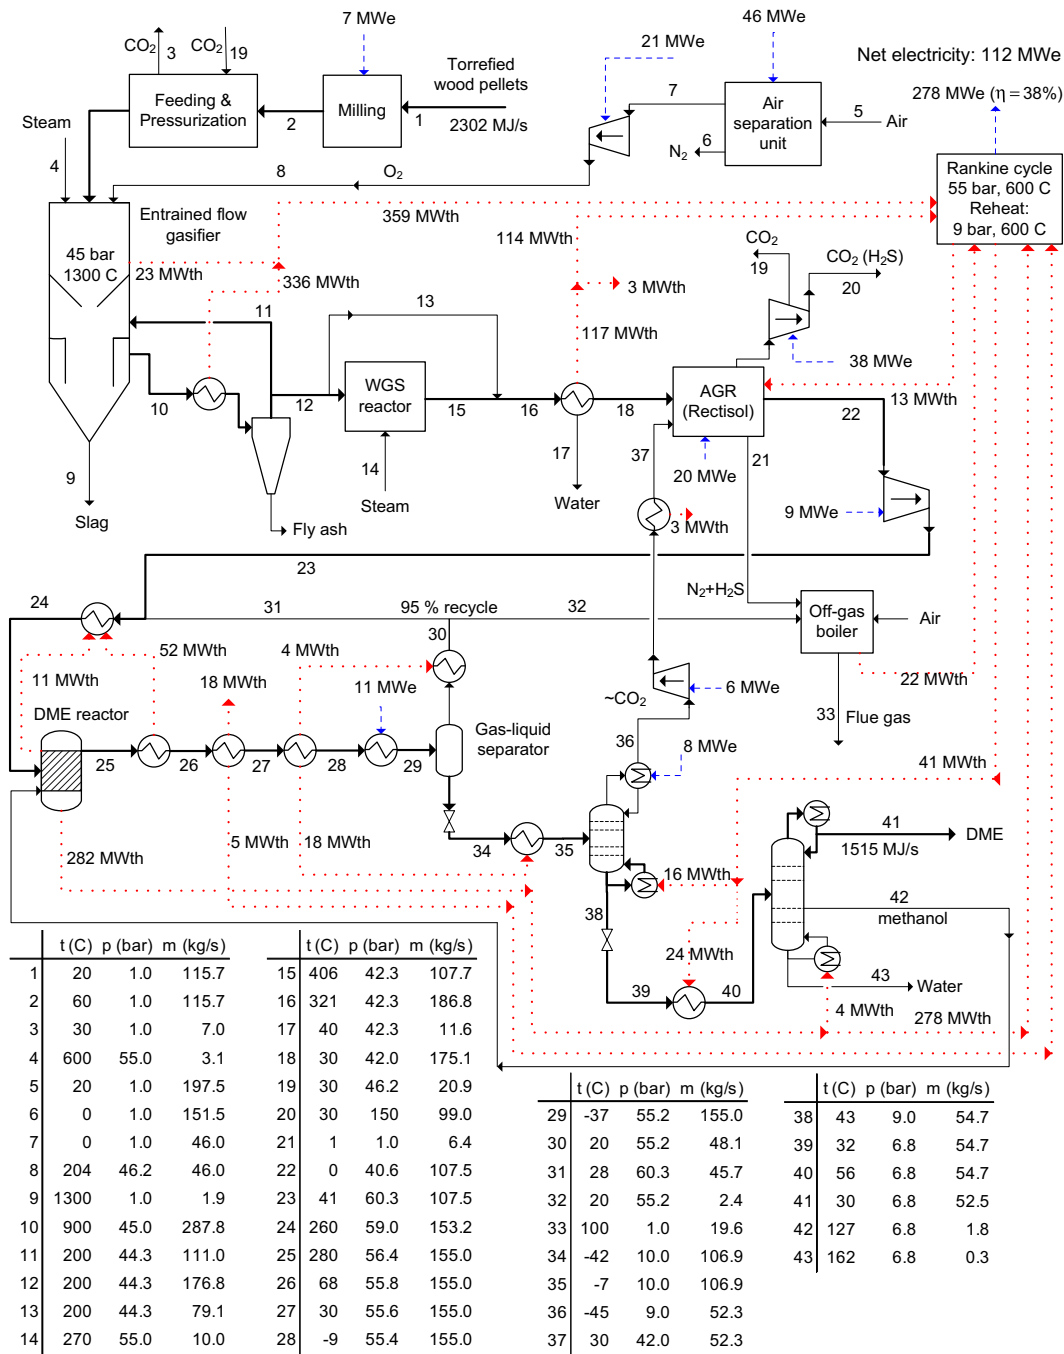 7 MWe
46 MWe
21 MWe
Net electricity: 112 MWe
CO2
3
CO2
19
Feeding &
Pressurization
2
Milling
Torrefied
wood pellets
1
2302 MJ/s
7
Air
separation
unit
5
Air
6
N2
278 MWe (η = 38%)
Rankine cycle
55 bar, 600 C
Reheat:
9 bar, 600 C
Steam
4
8
O2
Entrained flow
gasifier
359 MWth
45 bar
1300 C
23 MWth
336 MWth
114 MWth
3 MWth
117 MWth
CO2
19
CO2 (H2S)
20
38 MWe
11
13
10
12
WGS
reactor
15
16
18
AGR
(Rectisol)
13 MWth
22
17
Water
14
Steam
37
20 MWe
21
9
Slag
Fly ash
3 MWth
9 MWe
23
N2+H2S
24
31
95 % recycle
32
30
Off-gas
boiler
Air
52 MWth
4 MWth
11 MWth
18 MWth
11 MWe
6 MWe
22 MWth
33
Flue gas
DME reactor
Gas-liquid
separator
~CO2
36
8 MWe
41 MWth
25
26
27
28
29
282 MWth
5 MWth
18 MWth
34
35
16 MWth
41
DME
1515 MJ/s
42
methanol
38
24 MWth
39
40
43
Water
4 MWth
278 MWth
t (C) p (bar) m (kg/s)
1 20 1.0 115.7
2 60 1.0 115.7
3 30 1.0 7.0
4 600 55.0 3.1
5 20 1.0 197.5
6 0 1.0 151.5
7 0 1.0 46.0
8 204 46.2 46.0
9 1300 1.0 1.9
10 900 45.0 287.8
11 200 44.3 111.0
12 200 44.3 176.8
13 200 44.3 79.1
14 270 55.0 10.0
t (C) p (bar) m (kg/s)
15 406 42.3 107.7
16 321 42.3 186.8
17 40 42.3 11.6
18 30 42.0 175.1
19 30 46.2 20.9
20 30 150 99.0
21 1 1.0 6.4
22 0 40.6 107.5
23 41 60.3 107.5
24 260 59.0 153.2
25 280 56.4 155.0
26 68 55.8 155.0
27 30 55.6 155.0
28 -9 55.4 155.0
t (C) p (bar) m (kg/s)
29 -37 55.2 155.0
30 20 55.2 48.1
31 28 60.3 45.7
32 20 55.2 2.4
33 100 1.0 19.6
34 -42 10.0 106.9
35 -7 10.0 106.9
36 -45 9.0 52.3
37 30 42.0 52.3
t (C) p (bar) m (kg/s)
38 43 9.0 54.7
39 32 6.8 54.7
40 56 6.8 54.7
41 30 6.8 52.5
42 127 6.8 1.8
43 162 6.8 0.3